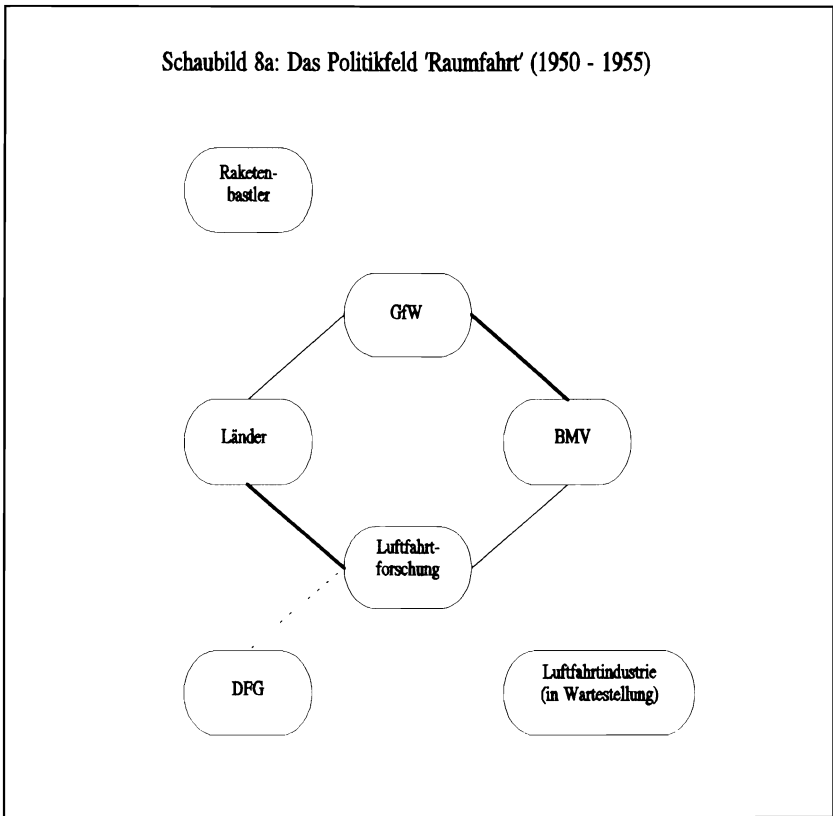 Schaubild 8a: Das Politikfeld 'Raumfahrt' (1950 - 1955)
Raketen-
bastler
GfW
Länder
BMV
Luftfahrt-
forschung
DFG
Luftfahrtindustrie
(in Wartestellung)